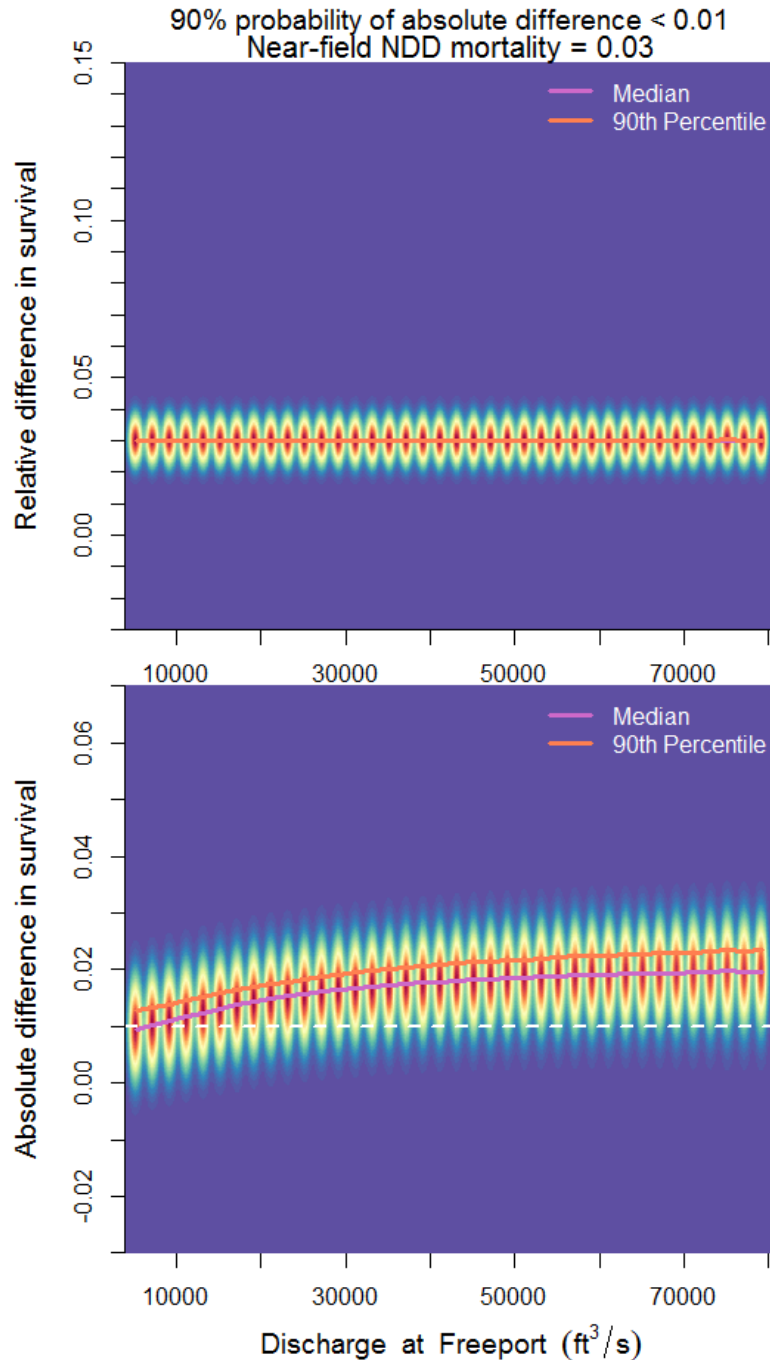 90% probability of absolute difference < 0.01
Near-field NDD mortality = 0.03
Relative difference in survival
0.15
0.10
0.05
0.00
Median
90th Percentile
10000 30000 50000 70000
Absolute difference in survival
0.06
0.04
0.02
0.00
-0.02
Median
90th Percentile
10000 30000 50000 70000
Discharge at Freeport (ft³/s)